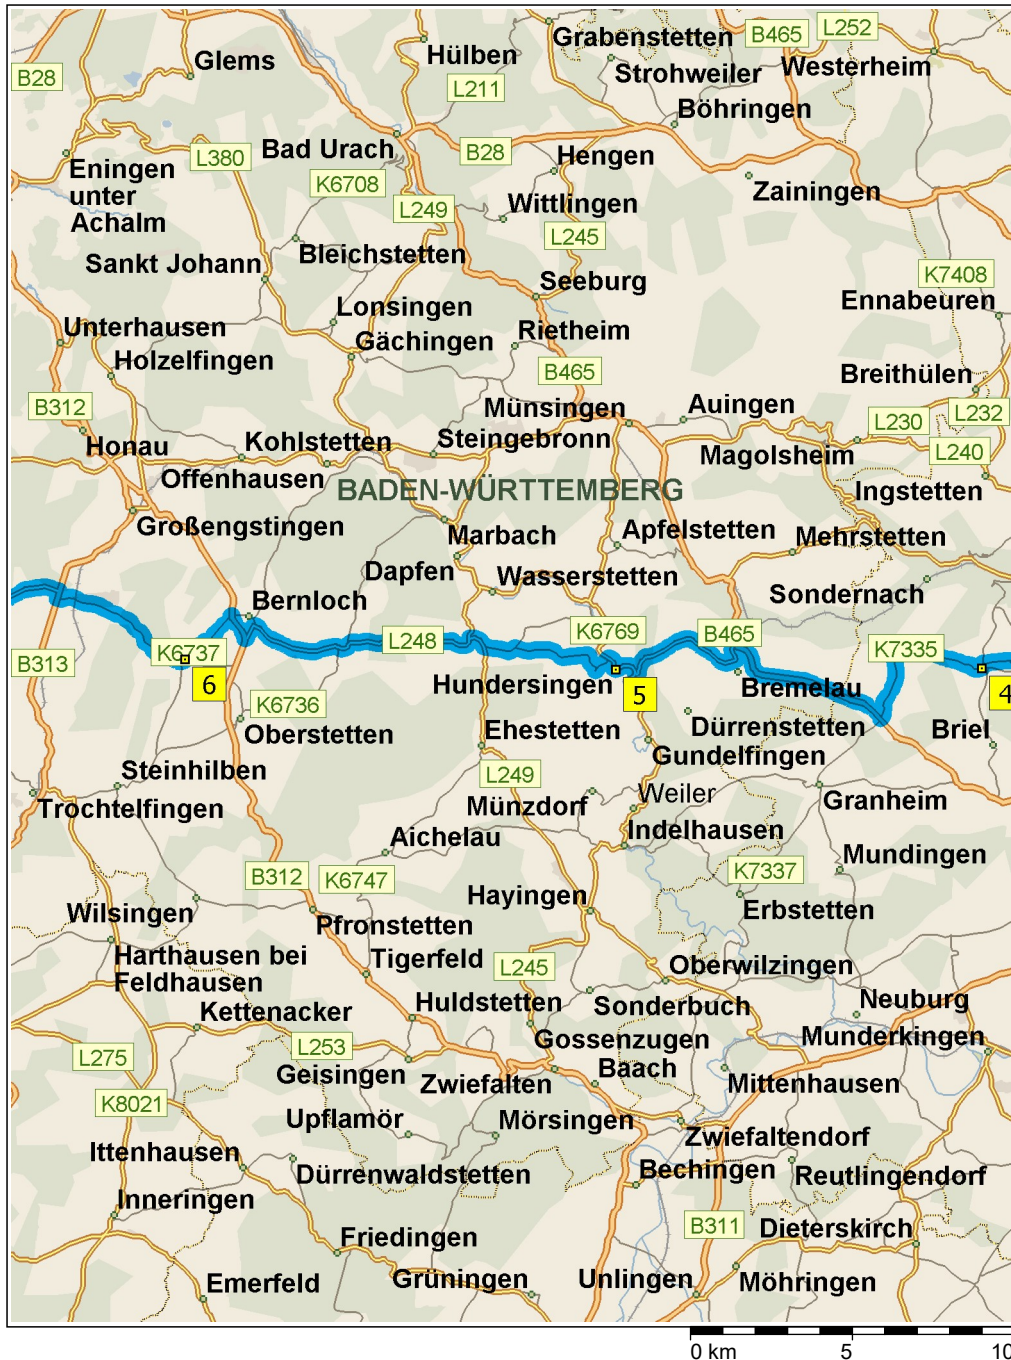 Grabenstetten
B465
L252
Glems
Hülben
Strohweiler
Westerheim
B28
L211
Böhringen
Bad Urach
B28
Hengen
Eningen
unter
Achalm
L380
K6708
Zainingen
L249
Wittlingen
L245
Bleichstetten
Sankt Johann
Seeburg
K7408
Ennabeuren
Lonsingen
Unterhausen
Rietheim
Gächingen
Holzelfingen
B465
Breithülen
B312
Münsingen
Auingen
L232
L230
Honau
Kohlstetten
Steingebronn
Magolsheim
L240
Offenhausen
BADEN-WÜRTTEMBERG
Ingstetten
Großengstingen
Marbach
Apfelstetten
Mehrstetten
Dapfen
Wasserstetten
Sondernach
Bernloch
L248
K6769
B465
K7335
B313
K6737
6
Hundersingen
5
Bremelau
4
K6736
Oberstetten
Ehestetten
Dürrenstetten
Briel
Gundelfingen
Steinhilben
L249
Trochtelfingen
Münzdorf
Weiler
Granheim
Aichelau
Indelhausen
Mundingen
B312
K6747
K7337
Hayingen
Wilsingen
Pfronstetten
Erbstetten
Harthausen bei
Feldhausen
Tigerfeld
L245
Oberwilzingen
Kettenacker
Huldstetten
Sonderbuch
Neuburg
Gossenzugen
Munderkingen
L275
L253
Geisingen
Zwiefalten
Baach
Mittenhausen
K8021
Upflamör
Mörsingen
Zwiefaltendorf
Ittenhausen
Dürrenwaldstetten
Bechingen
Reutlingendorf
Inneringen
B311
Dieterskirch
Friedingen
Emerfeld
Grüningen
Unlingen
Möhringen
0 km
5
10